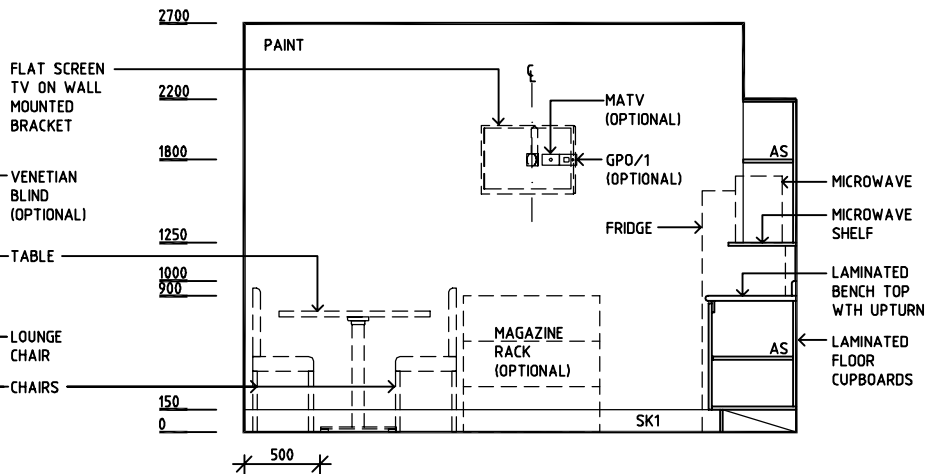 2700
PAINT
FLAT SCREEN
TV ON WALL
MOUNTED
BRACKET
2200
MATV
(OPTIONAL)
AS
1800
GPO/1
(OPTIONAL)
VENETIAN
BLIND
(OPTIONAL)
MICROWAVE
FRIDGE
MICROWAVE
SHELF
1250
TABLE
1000
900
LAMINATED
BENCH TOP
WTH UPTURN
LOUNGE
CHAIR
MAGAZINE
RACK
(OPTIONAL)
AS
LAMINATED
FLOOR
CUPBOARDS
CHAIRS
150
0
SK1
500